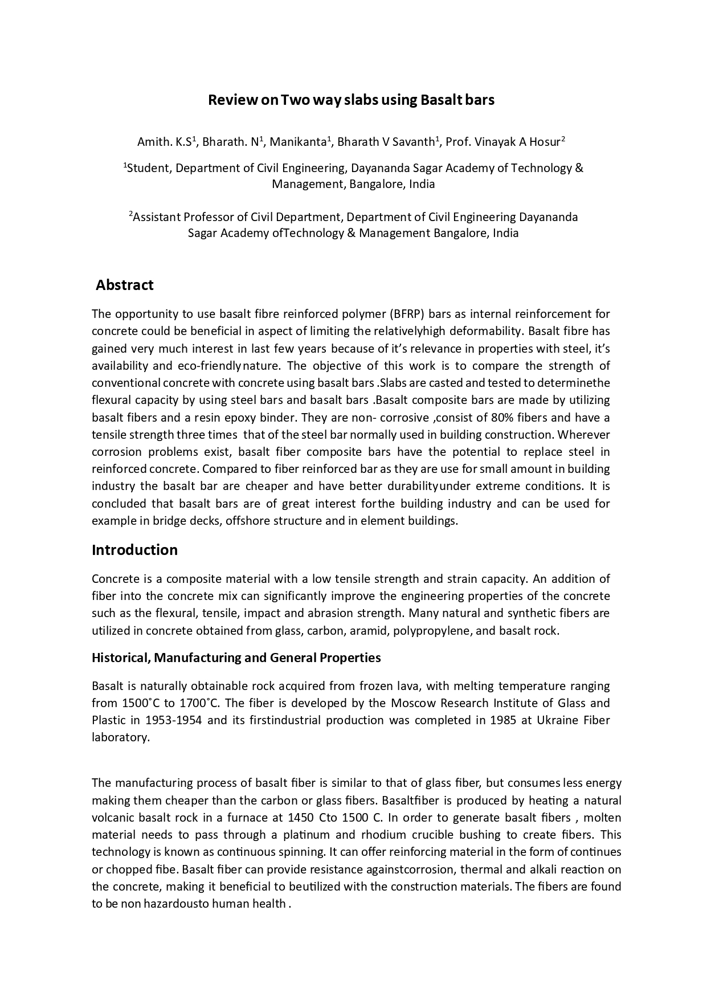 Review on Two way slabs using Basalt bars
Amith. K.S1, Bharath. N1, Manikanta1, Bharath V Savanth1, Prof. Vinayak A Hosur2
1Student, Department of Civil Engineering, Dayananda Sagar Academy of Technology &
Management, Bangalore, India
2Assistant Professor of Civil Department, Department of Civil Engineering Dayananda
Sagar Academy ofTechnology & Management Bangalore, India
Abstract
The opportunity to use basalt fibre reinforced polymer (BFRP) bars as internal reinforcement for
concrete could be beneficial in aspect of limiting the relativelyhigh deformability. Basalt fibre has
gained very much interest in last few years because of it’s relevance in properties with steel, it’s
availability and eco-friendly nature. The objective of this work is to compare the strength of
conventional concrete with concrete using basalt bars .Slabs are casted and tested to determinethe
flexural capacity by using steel bars and basalt bars .Basalt composite bars are made by utilizing
basalt fibers and a resin epoxy binder. They are non- corrosive ,consist of 80% fibers and have a
tensile strength three times that of the steel bar normally used in building construction. Wherever
corrosion problems exist, basalt fiber composite bars have the potential to replace steel in
reinforced concrete. Compared to fiber reinforced bar as they are use for small amount in building
industry the basalt bar are cheaper and have better durabilityunder extreme conditions. It is
concluded that basalt bars are of great interest forthe building industry and can be used for
example in bridge decks, offshore structure and in element buildings.
Introduction
Concrete is a composite material with a low tensile strength and strain capacity. An addition of
fiber into the concrete mix can significantly improve the engineering properties of the concrete
such as the flexural, tensile, impact and abrasion strength. Many natural and synthetic fibers are
utilized in concrete obtained from glass, carbon, aramid, polypropylene, and basalt rock.
Historical, Manufacturing and General Properties
Basalt is naturally obtainable rock acquired from frozen lava, with melting temperature ranging
from 1500˚C to 1700˚C. The fiber is developed by the Moscow Research Institute of Glass and
Plastic in 1953-1954 and its firstindustrial production was completed in 1985 at Ukraine Fiber
laboratory.
The manufacturing process of basalt fiber is similar to that of glass fiber, but consumes less energy
making them cheaper than the carbon or glass fibers. Basaltfiber is produced by heating a natural
volcanic basalt rock in a furnace at 1450 Cto 1500 C. In order to generate basalt fibers , molten
material needs to pass through a platinum and rhodium crucible bushing to create fibers. This
technology is known as continuous spinning. It can offer reinforcing material in the form of continues
or chopped fibe. Basalt fiber can provide resistance againstcorrosion, thermal and alkali reaction on
the concrete, making it beneficial to beutilized with the construction materials. The fibers are found
to be non hazardousto human health .